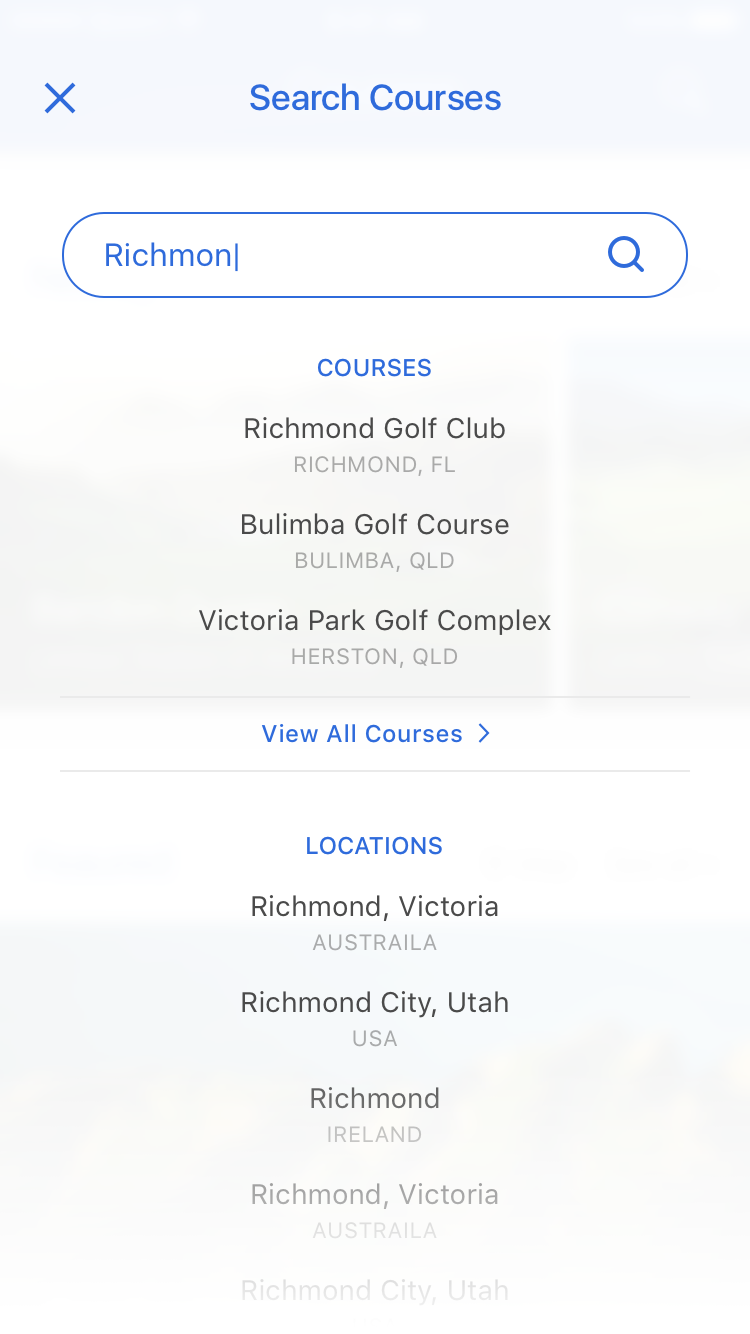 Search Courses
Richmon
COURSES
Richmond Golf Club
RICHMOND, FL
Bulimba Golf Course
BULIMBA, QLD
Victoria Park Golf Complex
HERSTON, QLD
View All Courses
LOCATIONS
Richmond, Victoria
AUSTRAILA
Richmond City, Utah
USA
Richmond
IRELAND
Richmond, Victoria
AUSTRAILA
Richmond City, Utah